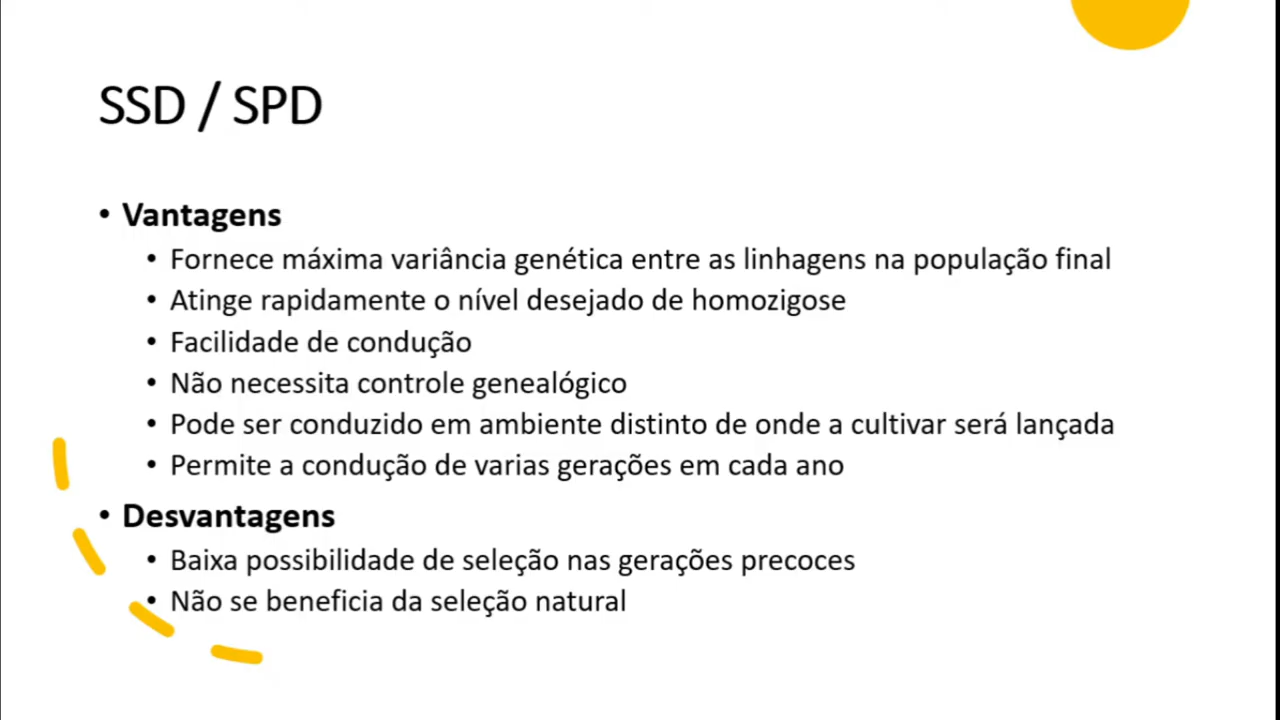 SSD / SPD
• Vantagens
• Fornece máxima variância genética entre as linhagens na população final
• Atinge rapidamente o nível desejado de homozigose
• Facilidade de condução
• Não necessita controle genealógico
• Pode ser conduzido em ambiente distinto de onde a cultivar será lançada
• Permite a condução de varias gerações em cada ano
• Desvantagens
• Baixa possibilidade de seleção nas gerações precoces
• Não se beneficia da seleção natural